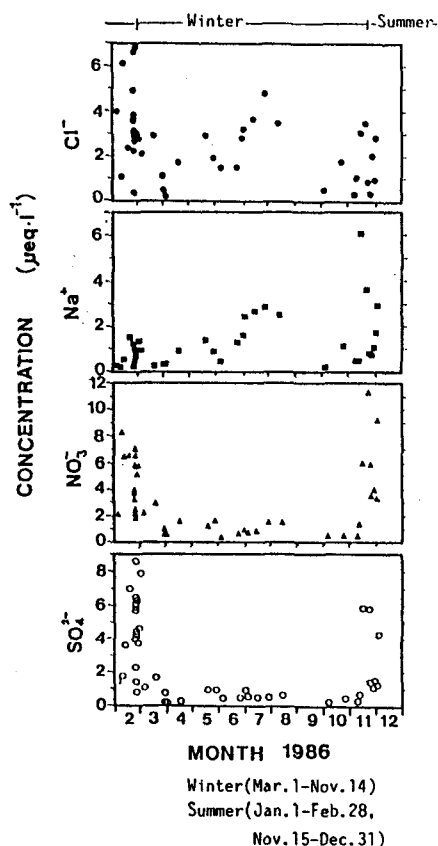 Winter Summer
6
4
2
0
Cl⁻
6
4
2
0
Na⁺
12
10
8
6
4
2
0
NO₃⁻
8
6
4
2
0
SO₄²⁻
CONCENTRATION (μeq·l⁻¹)
2 3 4 5 6 7 8 9 10 11 12
MONTH 1986
Winter(Mar.1-Nov.14)
Summer(Jan.1-Feb.28,
Nov.15-Dec.31)